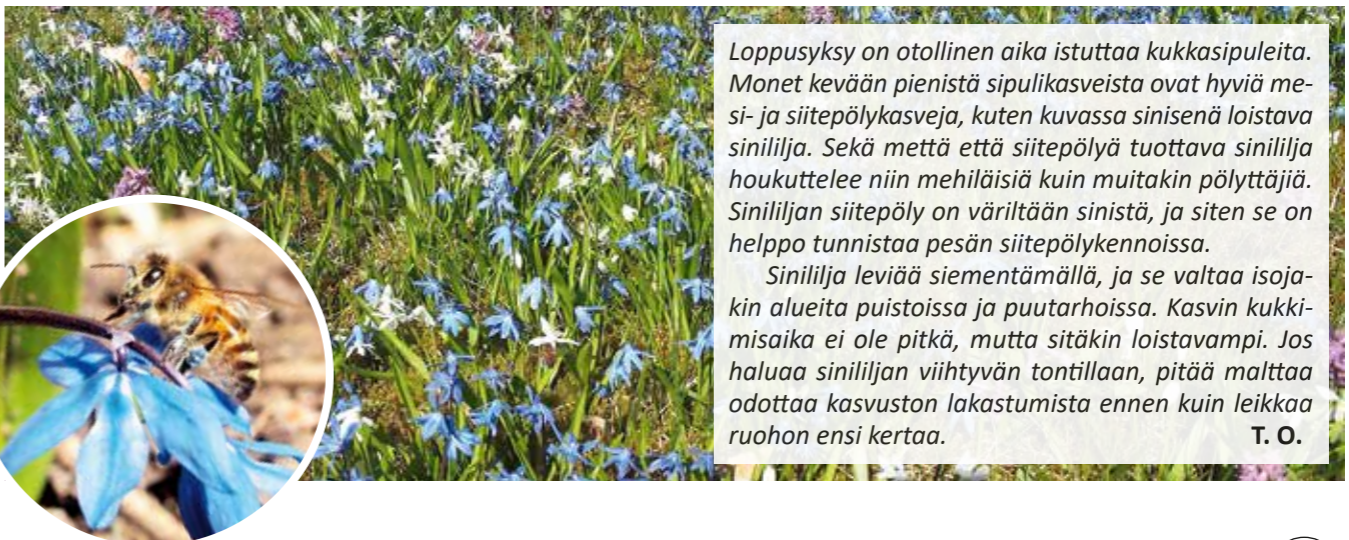 Loppusyksy on otollinen aika istuttaa kukkasipuleita.
Monet kevään pienistä sipulikasveista ovat hyviä me-
si- ja siitepölykasveja, kuten kuvassa sinisenä loistava
sinililja. Sekä mettä että siitepölyä tuottava sinililja
houkuttelee niin mehiläisiä kuin muitakin pölyttäjiä.
Sinililjan siitepöly on väriltään sinistä, ja siten se on
helppo tunnistaa pesän siitepölykennoissa.
Sinililja leviää siementämällä, ja se valtaa isoja-
kin alueita puistoissa ja puutarhoissa. Kasvin kukki-
misaika ei ole pitkä, mutta sitäkin loistavampi. Jos
haluaa sinililjan viihtyvän tontillaan, pitää malttaa
odottaa kasvuston lakastumista ennen kuin leikkaa
ruohon ensi kertaa. T. O.